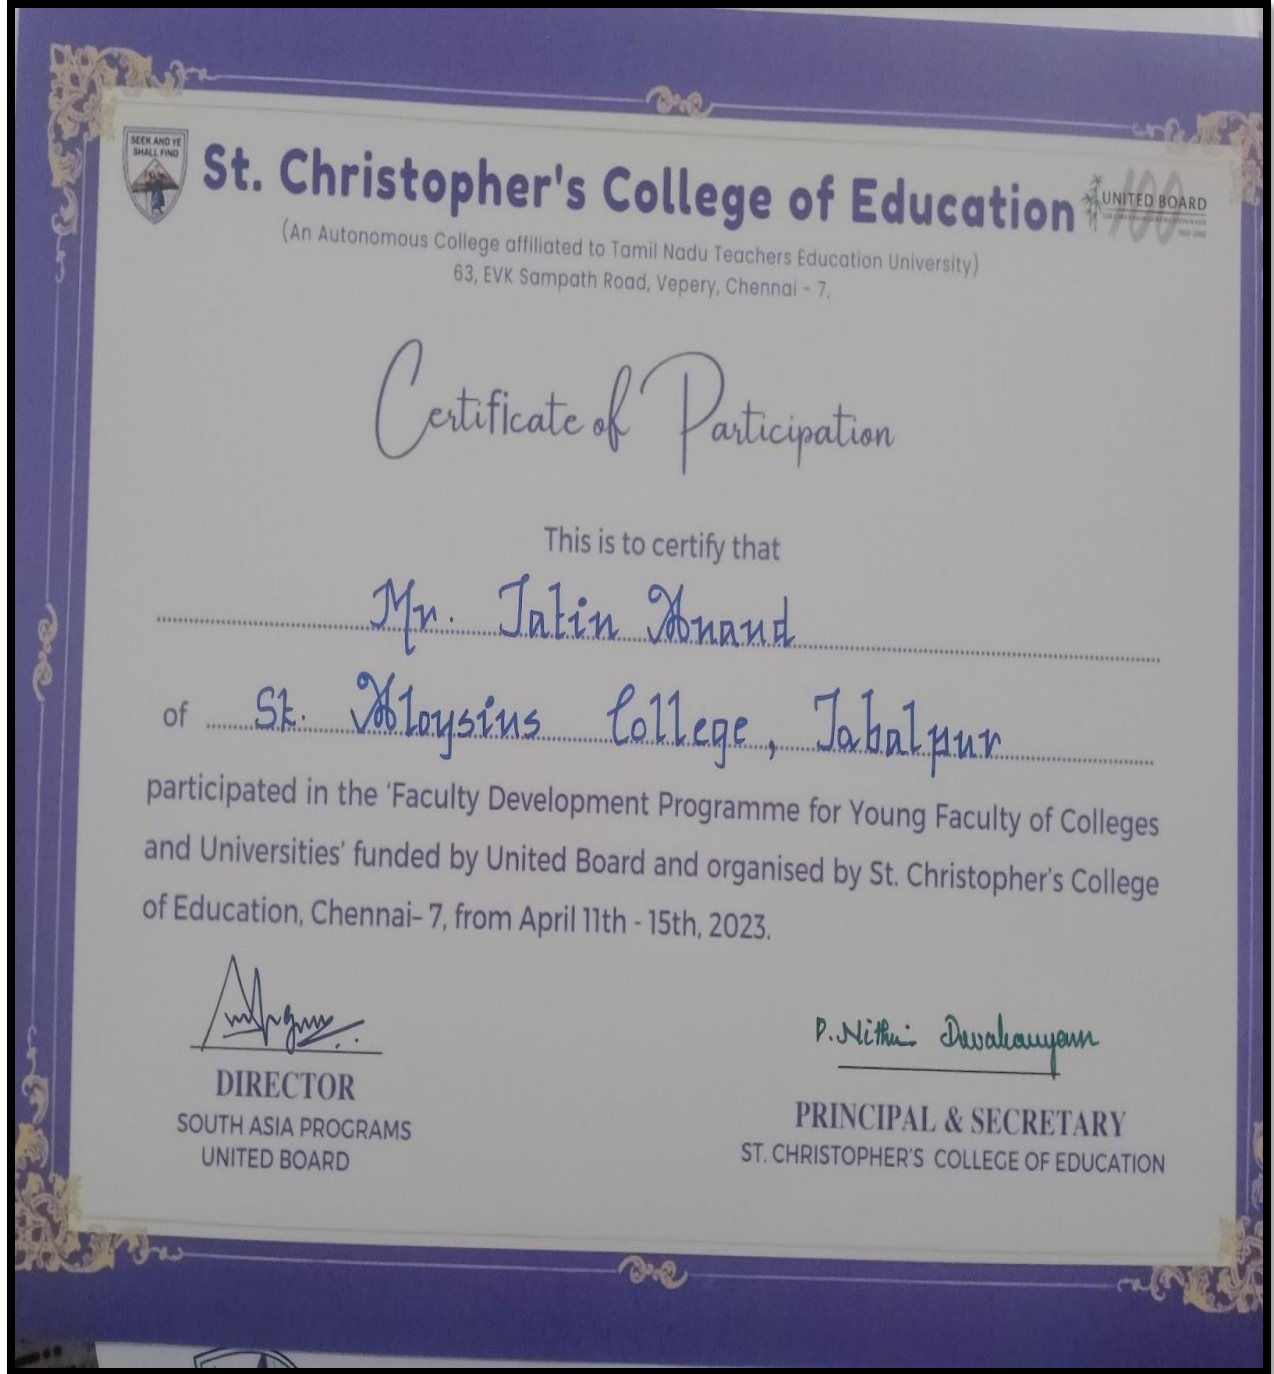 SEEK AND YE
SHALL FIND
St. Christopher's College of Education
100
UNITED BOARD
(An Autonomous College affiliated to Tamil Nadu Teachers Education University)
63, EVK Sampath Road, Vepery, Chennai - 7.
Certificate of Participation
This is to certify that
Mr. Jatin Anand
of St. Aloysius College, Jabalpur
participated in the 'Faculty Development Programme for Young Faculty of Colleges
and Universities' funded by United Board and organised by St. Christopher's College
of Education, Chennai- 7, from April 11th - 15th, 2023.
P. Nithi Devakanyam
DIRECTOR
SOUTH ASIA PROGRAMS
UNITED BOARD
PRINCIPAL & SECRETARY
ST. CHRISTOPHER'S COLLEGE OF EDUCATION